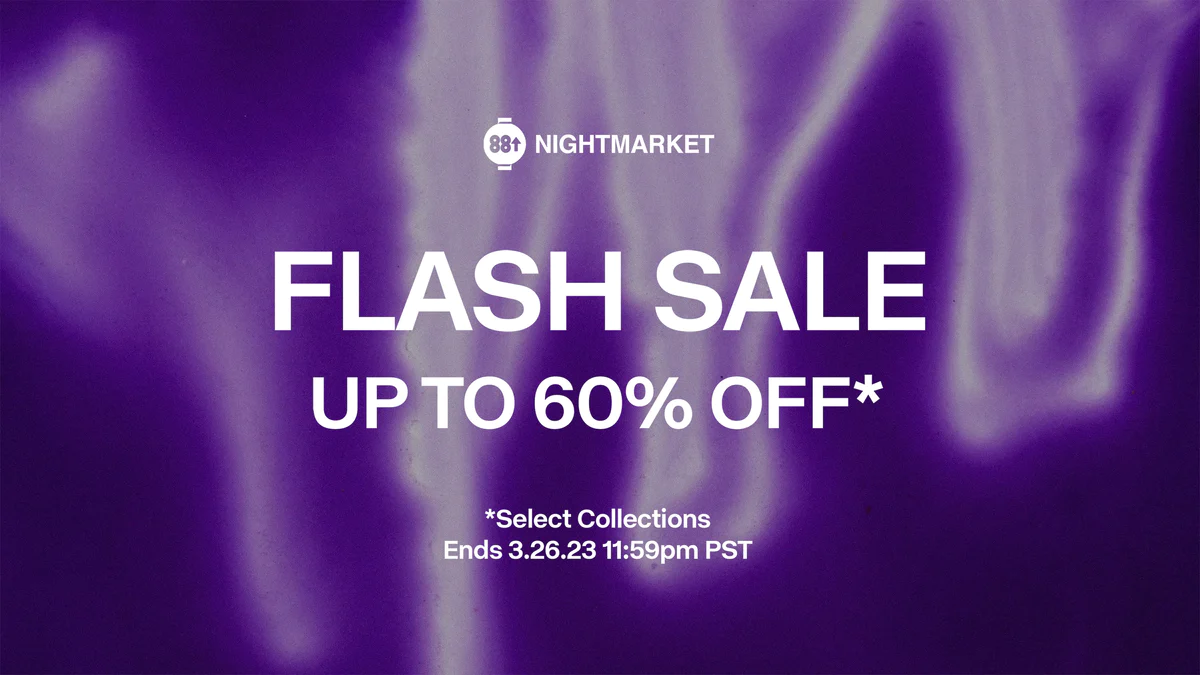 88↑ NIGHTMARKET
FLASH SALE
UP TO 60% OFF*
*Select Collections
Ends 3.26.23 11:59pm PST